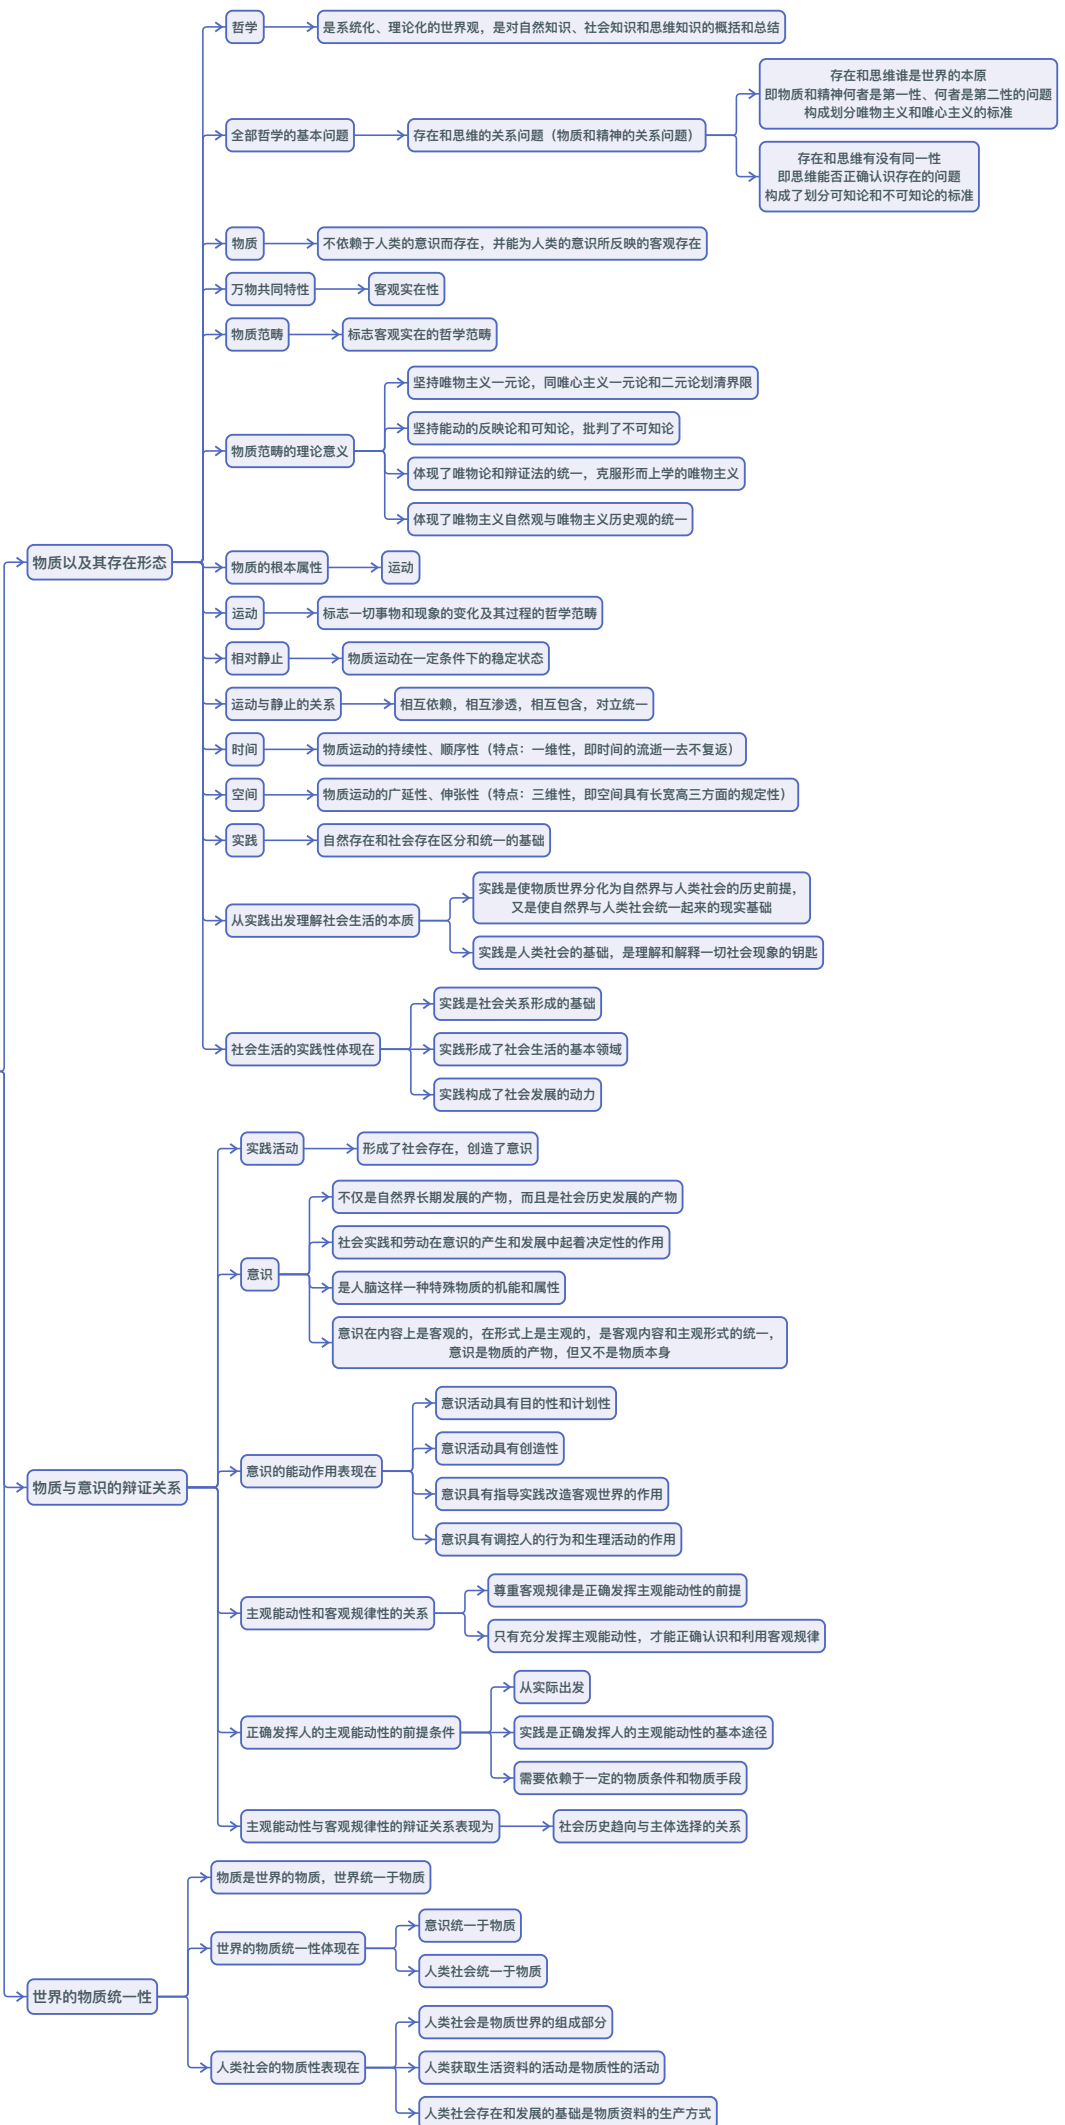 哲学
是系统化、理论化的世界观，是对自然知识、社会知识和思维知识的概括和总结
存在和思维谁是世界的本原
即物质和精神何者是第一性、何者是第二性的问题
构成划分唯物主义和唯心主义的标准
全部哲学的基本问题
存在和思维的关系问题（物质和精神的关系问题）
存在和思维有没有同一性
即思维能否正确认识存在的问题
构成了划分可知论和不可知论的标准
物质
不依赖于人类的意识而存在，并能为人类的意识所反映的客观存在
万物共同特性
客观实在性
物质范畴
标志客观实在的哲学范畴
坚持唯物主义一元论，同唯心主义一元论和二元论划清界限
坚持能动的反映论和可知论，批判了不可知论
物质范畴的理论意义
体现了唯物论和辩证法的统一，克服形而上学的唯物主义
体现了唯物主义自然观与唯物主义历史观的统一
物质以及其存在形态
物质的根本属性
运动
运动
标志一切事物和现象的变化及其过程的哲学范畴
相对静止
物质运动在一定条件下的稳定状态
运动与静止的关系
相互依赖，相互渗透，相互包含，对立统一
时间
物质运动的持续性、顺序性（特点：一维性，即时间的流逝一去不复返）
空间
物质运动的广延性、伸张性（特点：三维性，即空间具有长宽高三方面的规定性）
实践
自然存在和社会存在区分和统一的基础
实践是使物质世界分化为自然界与人类社会的历史前提，
又是使自然界与人类社会统一起来的现实基础
从实践出发理解社会生活的本质
实践是人类社会的基础，是理解和解释一切社会现象的钥匙
实践是社会关系形成的基础
社会生活的实践性体现在
实践形成了社会生活的基本领域
实践构成了社会发展的动力
实践活动
形成了社会存在，创造了意识
不仅是自然界长期发展的产物，而且是社会历史发展的产物
社会实践和劳动在意识的产生和发展中起着决定性的作用
意识
是人脑这样一种特殊物质的机能和属性
意识在内容上是客观的，在形式上是主观的，是客观内容和主观形式的统一，
意识是物质的产物，但又不是物质本身
意识活动具有目的性和计划性
意识活动具有创造性
意识的能动作用表现在
物质与意识的辩证关系
意识具有指导实践改造客观世界的作用
意识具有调控人的行为和生理活动的作用
尊重客观规律是正确发挥主观能动性的前提
主观能动性和客观规律性的关系
只有充分发挥主观能动性，才能正确认识和利用客观规律
从实际出发
正确发挥人的主观能动性的前提条件
实践是正确发挥人的主观能动性的基本途径
需要依赖于一定的物质条件和物质手段
主观能动性与客观规律性的辩证关系表现为
社会历史趋向与主体选择的关系
物质是世界的物质，世界统一于物质
意识统一于物质
世界的物质统一性体现在
人类社会统一于物质
世界的物质统一性
人类社会是物质世界的组成部分
人类社会的物质性表现在
人类获取生活资料的活动是物质性的活动
人类社会存在和发展的基础是物质资料的生产方式